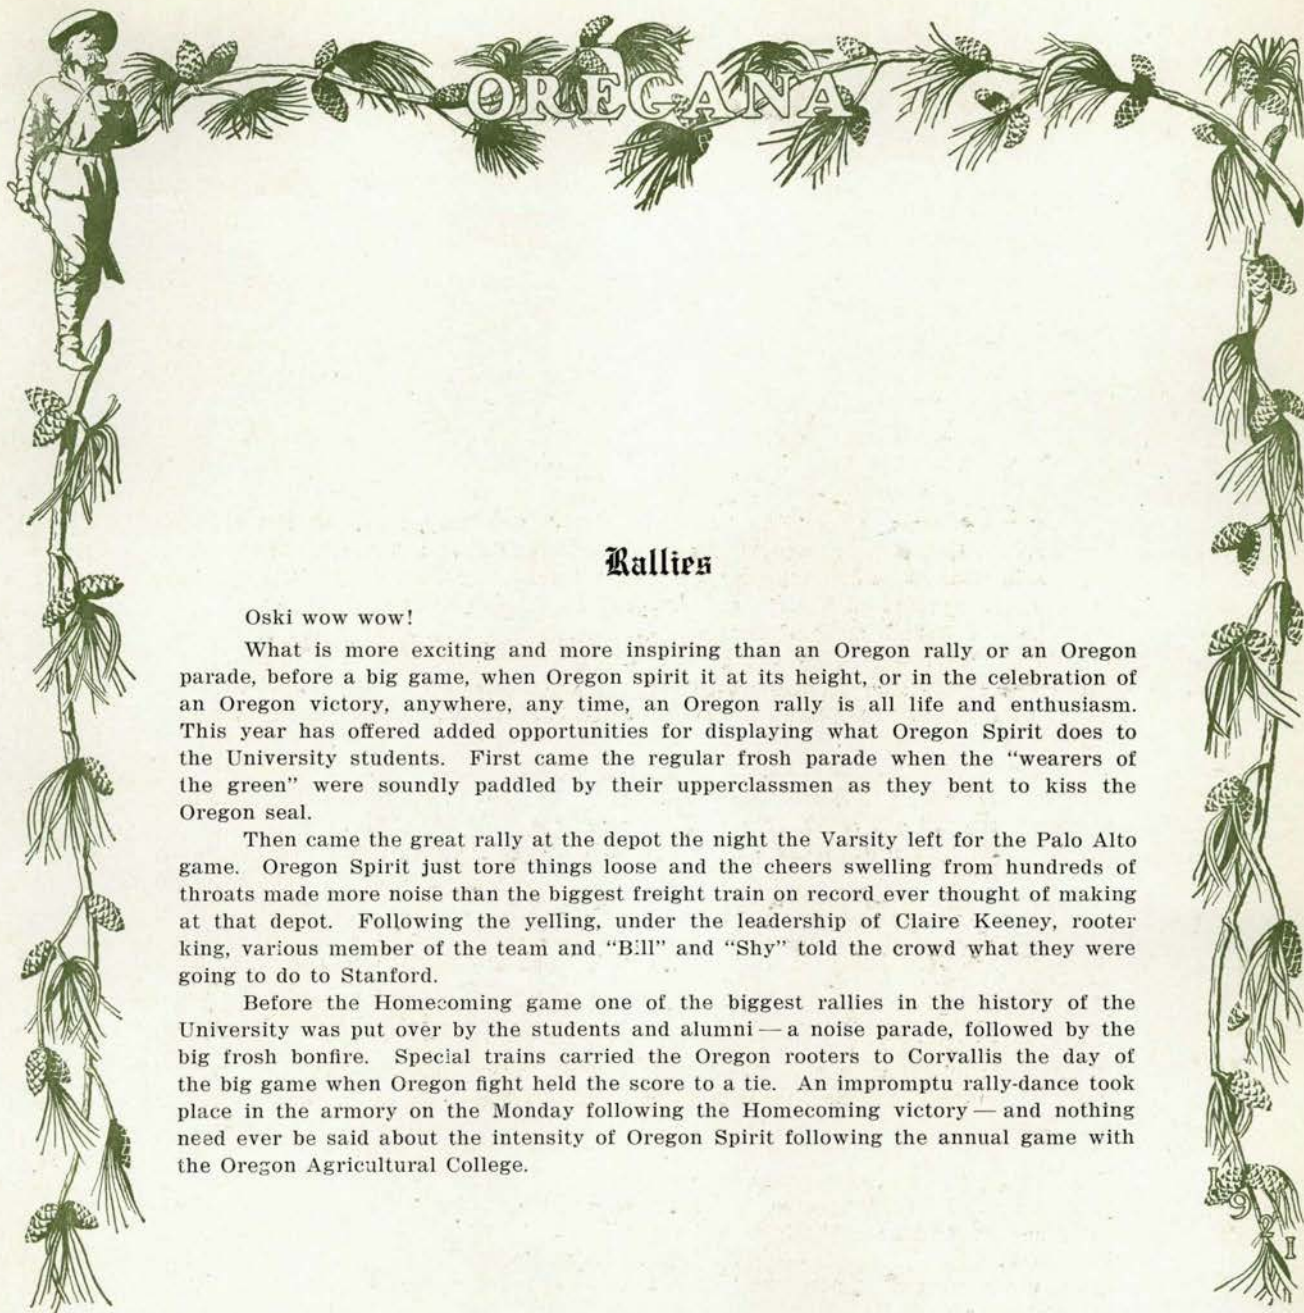 OREGANA
Rallies
Oski wow wow!
What is more exciting and more inspiring than an Oregon rally or an Oregon
parade, before a big game, when Oregon spirit it at its height, or in the celebration of
an Oregon victory, anywhere, any time, an Oregon rally is all life and enthusiasm.
This year has offered added opportunities for displaying what Oregon Spirit does to
the University students. First came the regular frosh parade when the “wearers of
the green” were soundly paddled by their upperclassmen as they bent to kiss the
Oregon seal.
Then came the great rally at the depot the night the Varsity left for the Palo Alto
game. Oregon Spirit just tore things loose and the cheers swelling from hundreds of
throats made more noise than the biggest freight train on record ever thought of making
at that depot. Following the yelling, under the leadership of Claire Keeney, rooter
king, various member of the team and “Bill” and “Shy” told the crowd what they were
going to do to Stanford.
Before the Homecoming game one of the biggest rallies in the history of the
University was put over by the students and alumni — a noise parade, followed by the
big frosh bonfire. Special trains carried the Oregon rooters to Corvallis the day of
the big game when Oregon fight held the score to a tie. An impromptu rally-dance took
place in the armory on the Monday following the Homecoming victory — and nothing
need ever be said about the intensity of Oregon Spirit following the annual game with
the Oregon Agricultural College.
1921